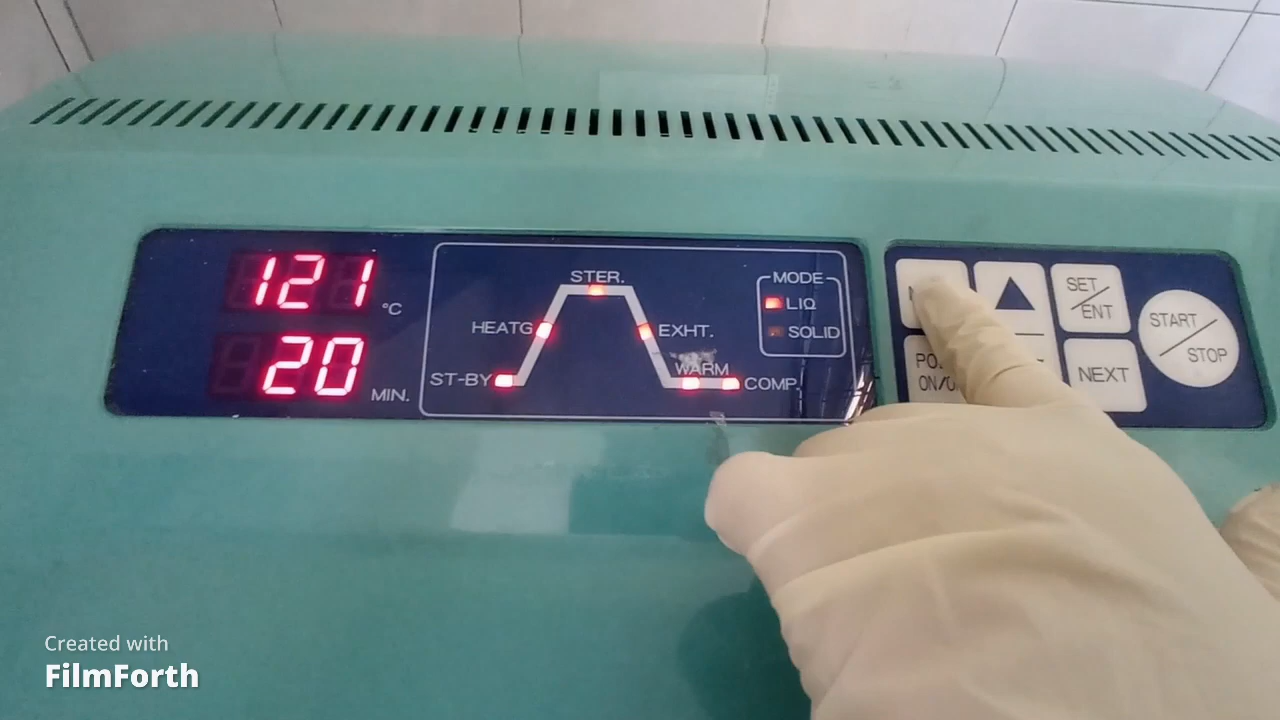 121
°C
20
MIN.
STER.
HEATG
EXHT.
ST-BY
WARM
COMP.
MODE
LIQ
SOLID
SET/ENT
NEXT
START/STOP
Created with
FilmForth